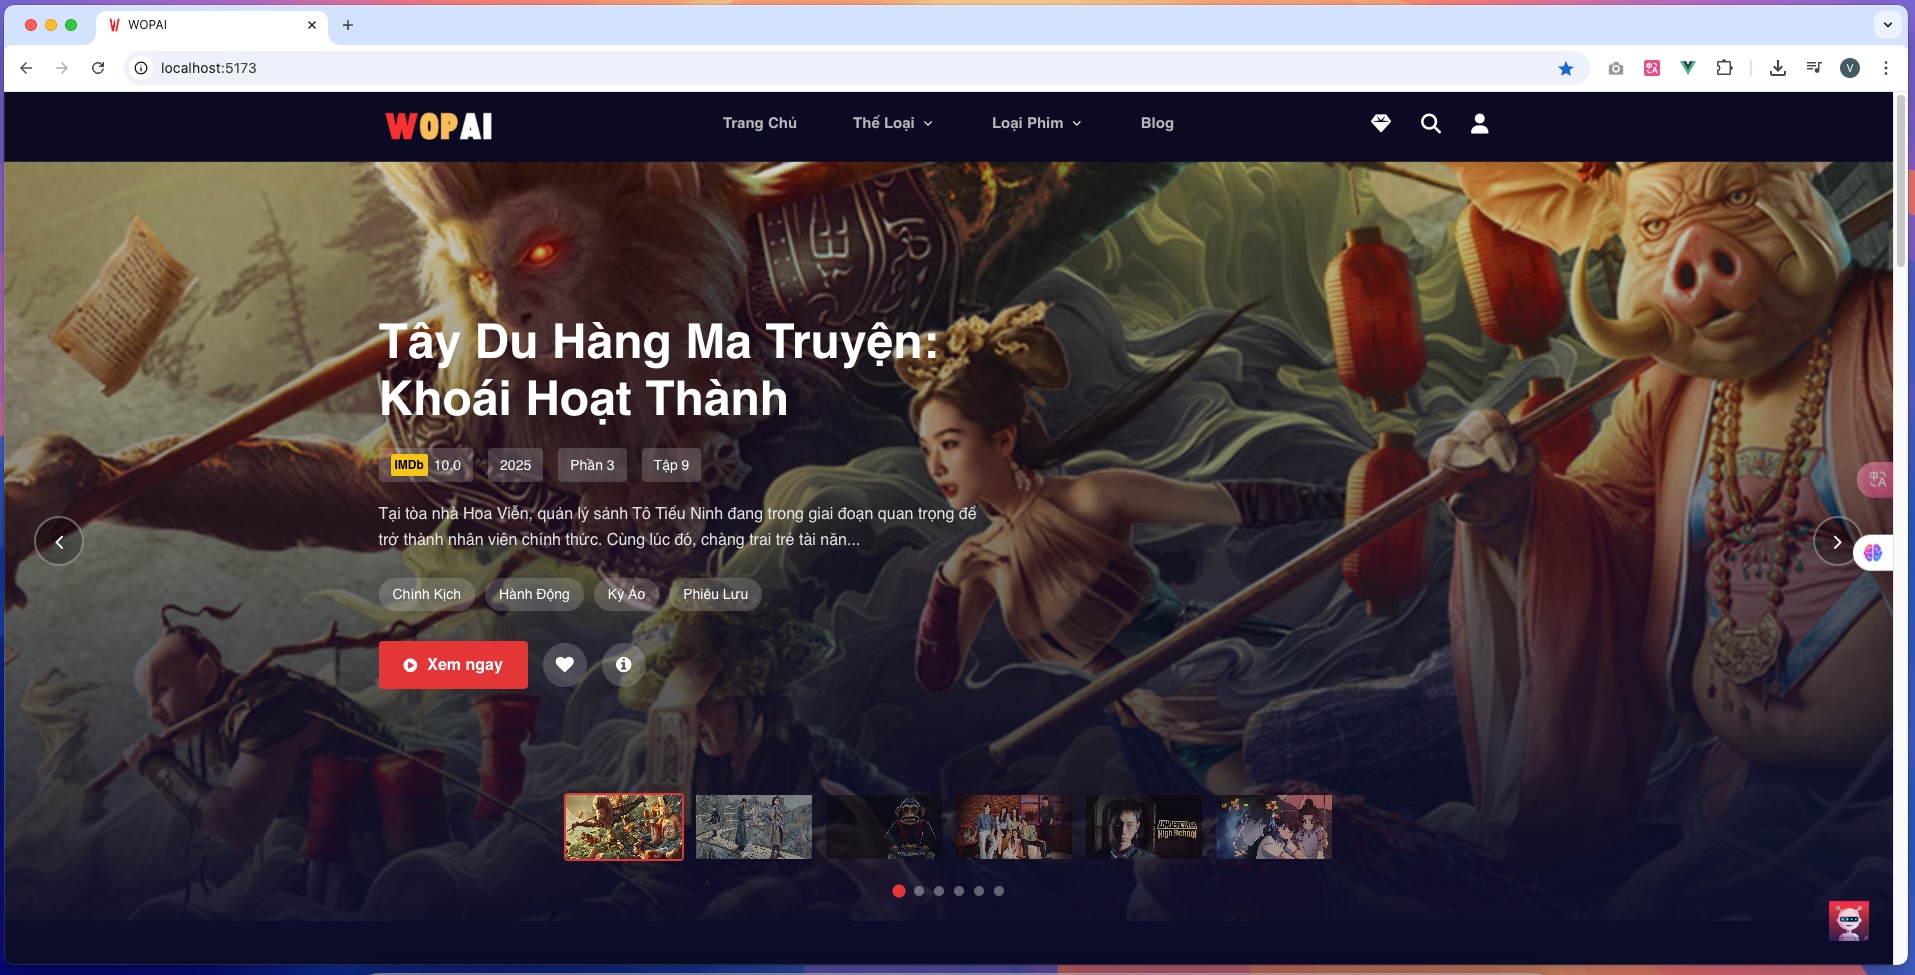 WOPAI
localhost:5173
V
WOPAI
Trang Chủ
Thể Loại
Loại Phim
Blog
Tây Du Hàng Ma Truyện:
Khoái Hoạt Thành
IMDb 10.0
2025
Phần 3
Tập 9
Tại tòa nhà Hoa Viễn, quản lý sảnh Tô Tiểu Ninh đang trong giai đoạn quan trọng để
trở thành nhân viên chính thức. Cùng lúc đó, chàng trai trẻ tài năn...
Chính Kịch
Hành Động
Kỳ Ảo
Phiêu Lưu
Xem ngay
UNDERCOVER
High School